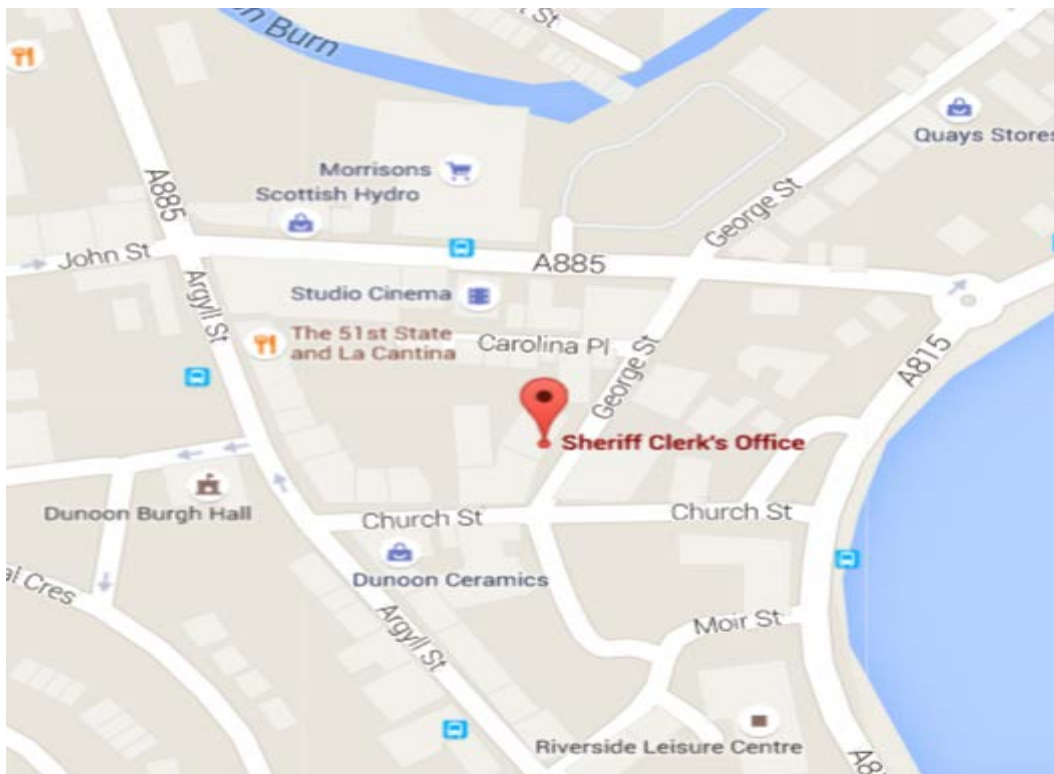 Burn
St
Quays Stores
A885
Morrisons
Scottish Hydro
George St
John St
A885
Argyll St
Studio Cinema
The 51st State
and La Cantina
Carolina Pl
George St
A815
Sheriff Clerk's Office
Dunoon Burgh Hall
Church St
Church St
Dunoon Ceramics
Cres
Argyll St
Moir St
Riverside Leisure Centre